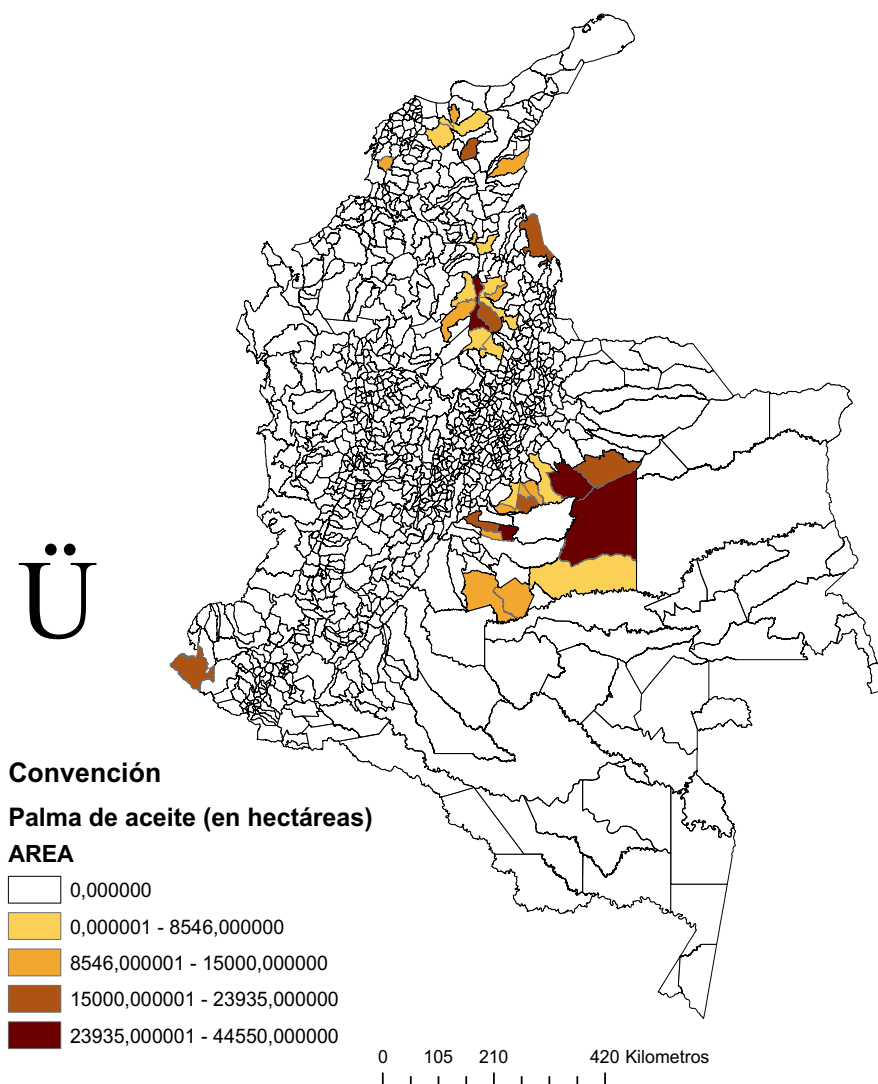 Ü
Convención
Palma de aceite (en hectáreas)
AREA
0,000000
0,000001 - 8546,000000
8546,000001 - 15000,000000
15000,000001 - 23935,000000
23935,000001 - 44550,000000
0 105 210 420 Kilometros